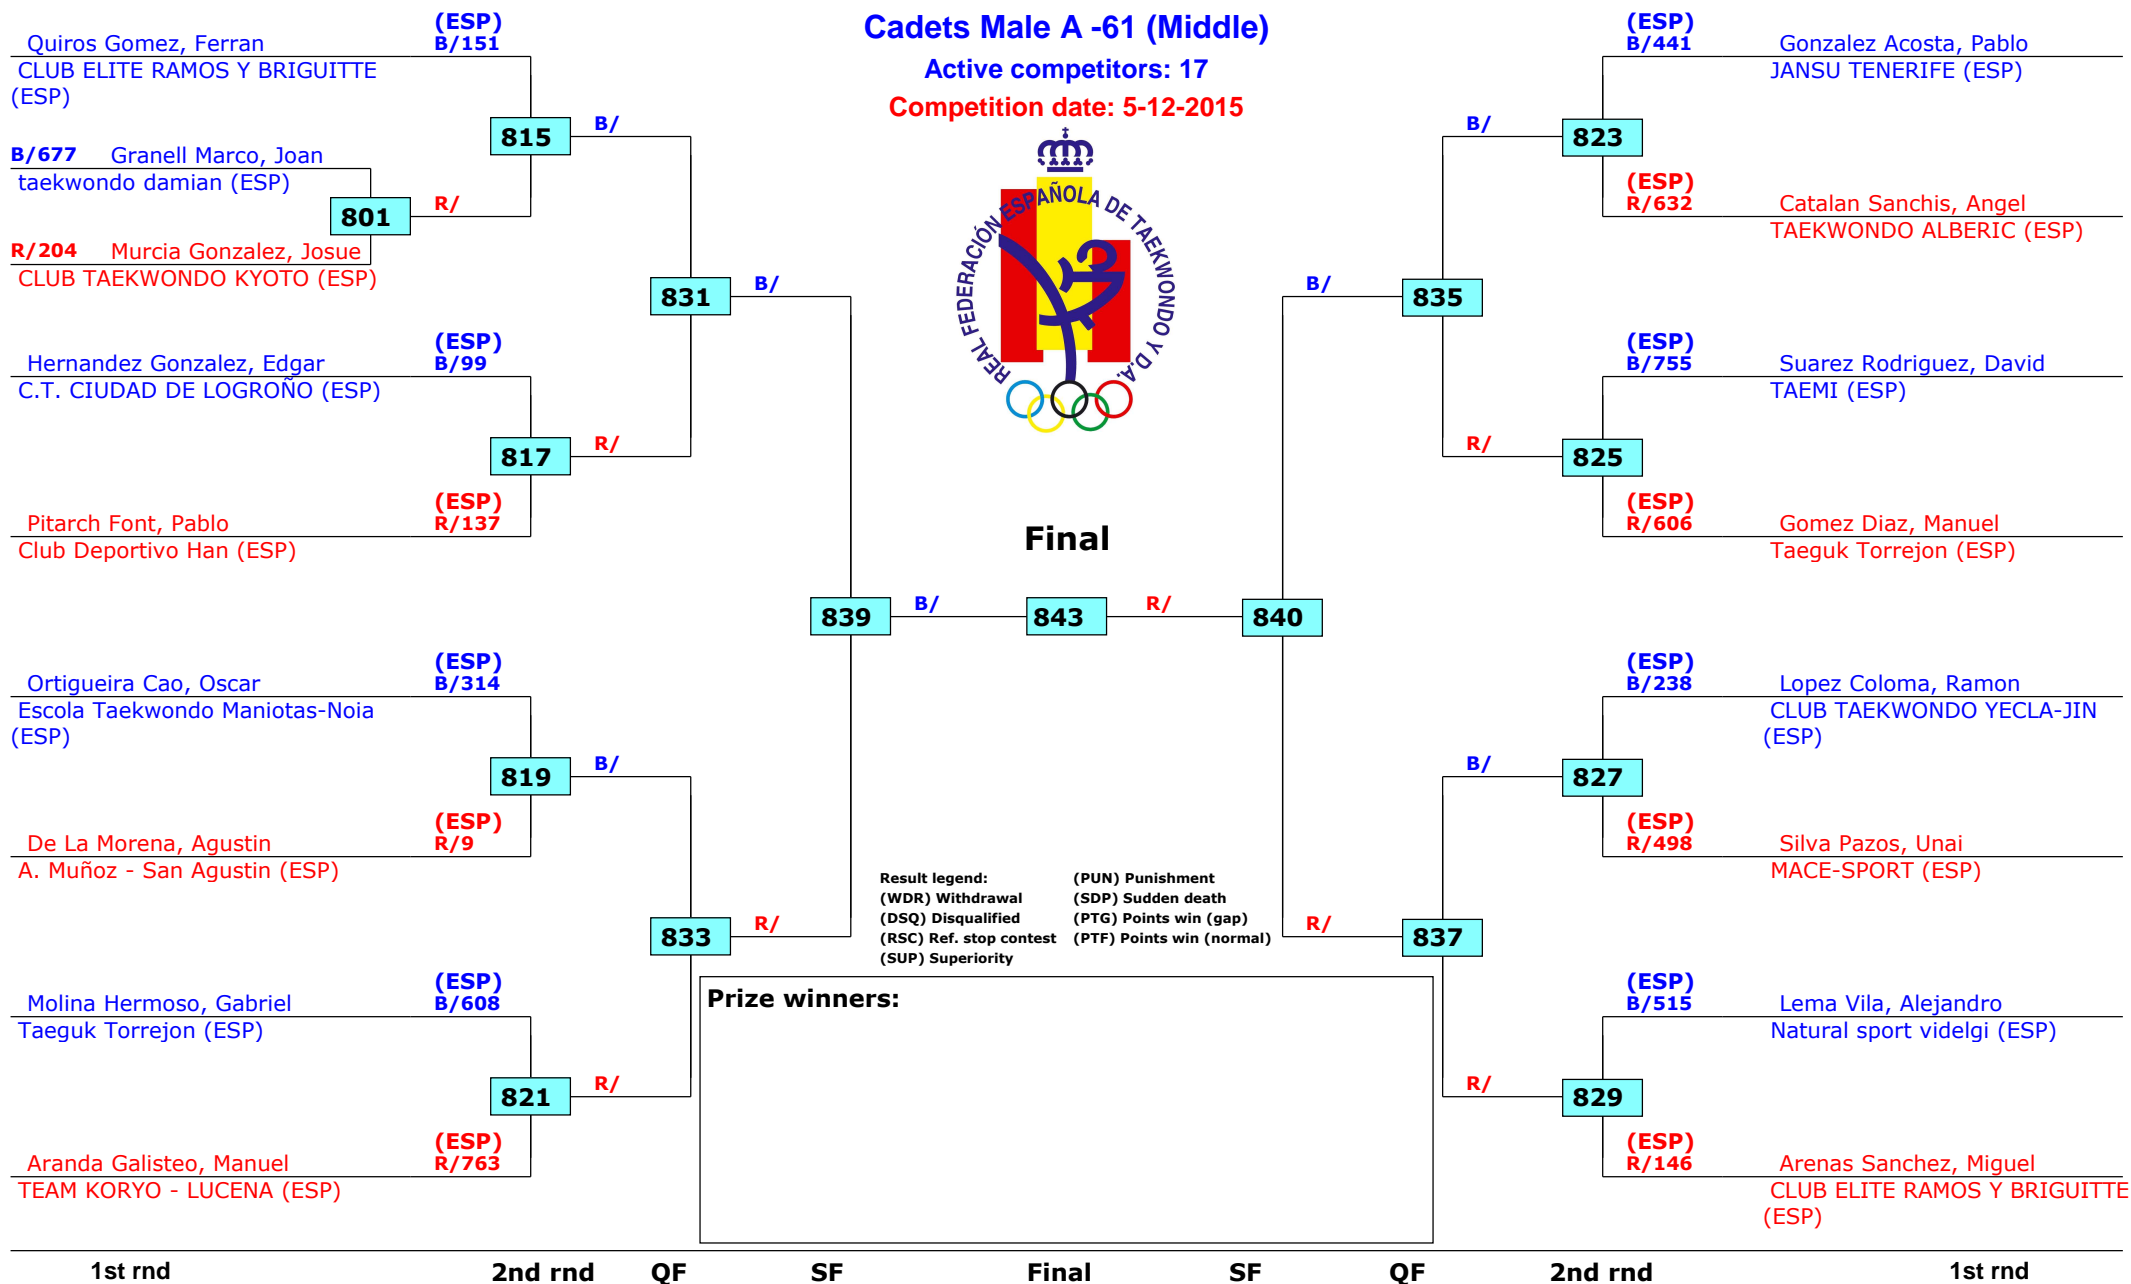 Cadets Male A -61 (Middle)
Active competitors: 17
Competition date: 5-12-2015
REAL FEDERACIÓN ESPAÑOLA DE TAEKWONDO Y D.A.
(ESP)
Quiros Gomez, Ferran B/151
CLUB ELITE RAMOS Y BRIGUITTE
(ESP)
815
B/
B/677 Granell Marco, Joan
taekwondo damian (ESP)
801
R/
R/204 Murcia Gonzalez, Josue
CLUB TAEKWONDO KYOTO (ESP)
831
B/
(ESP)
Hernandez Gonzalez, Edgar B/99
C.T. CIUDAD DE LOGROÑO (ESP)
817
R/
(ESP)
Pitarch Font, Pablo R/137
Club Deportivo Han (ESP)
839
B/
(ESP)
Ortigueira Cao, Oscar B/314
Escola Taekwondo Maniotas-Noia
(ESP)
819
B/
(ESP)
De La Morena, Agustin R/9
A. Muñoz - San Agustin (ESP)
833
R/
(ESP)
Molina Hermoso, Gabriel B/608
Taeguk Torrejon (ESP)
821
R/
(ESP)
Aranda Galisteo, Manuel R/763
TEAM KORYO - LUCENA (ESP)
Final
843
R/
840
(ESP)
B/441 Gonzalez Acosta, Pablo
JANSU TENERIFE (ESP)
B/
823
(ESP)
R/632 Catalan Sanchis, Angel
TAEKWONDO ALBERIC (ESP)
B/
835
(ESP)
B/755 Suarez Rodriguez, David
TAEMI (ESP)
R/
825
(ESP)
R/606 Gomez Diaz, Manuel
Taeguk Torrejon (ESP)
(ESP)
B/238 Lopez Coloma, Ramon
CLUB TAEKWONDO YECLA-JIN
(ESP)
B/
827
(ESP)
R/498 Silva Pazos, Unai
MACE-SPORT (ESP)
R/
837
(ESP)
B/515 Lema Vila, Alejandro
Natural sport videlgi (ESP)
R/
829
(ESP)
R/146 Arenas Sanchez, Miguel
CLUB ELITE RAMOS Y BRIGUITTE
(ESP)
Result legend: (PUN) Punishment
(WDR) Withdrawal (SDP) Sudden death
(DSQ) Disqualified (PTG) Points win (gap)
(RSC) Ref. stop contest (PTF) Points win (normal)
(SUP) Superiority
Prize winners:
1st rnd 2nd rnd QF SF Final SF QF 2nd rnd 1st rnd